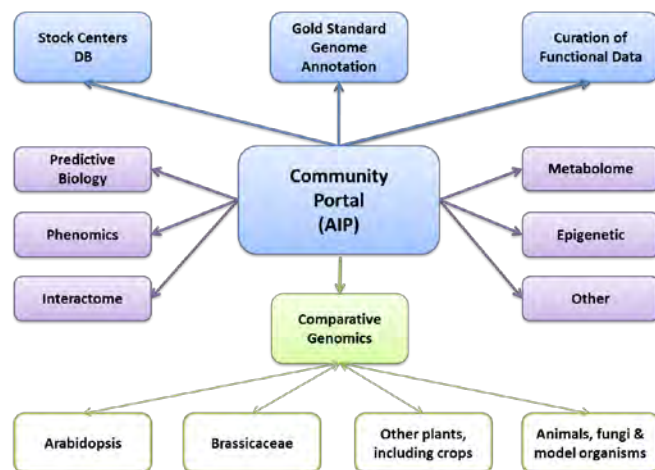 Stock Centers
DB
Gold Standard
Genome
Annotation
Curation of
Functional Data
Predictive
Biology
Phenomics
Interactome
Community
Portal
(AIP)
Metabolome
Epigenetic
Other
Comparative
Genomics
Arabidopsis
Brassicaceae
Other plants,
including crops
Animals, fungi &
model organisms